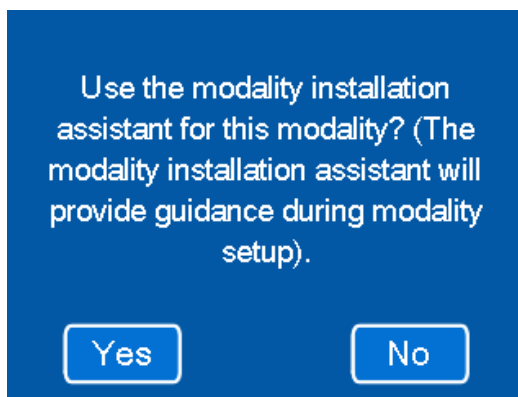 Use the modality installation
assistant for this modality? (The
modality installation assistant will
provide guidance during modality
setup).
Yes
No